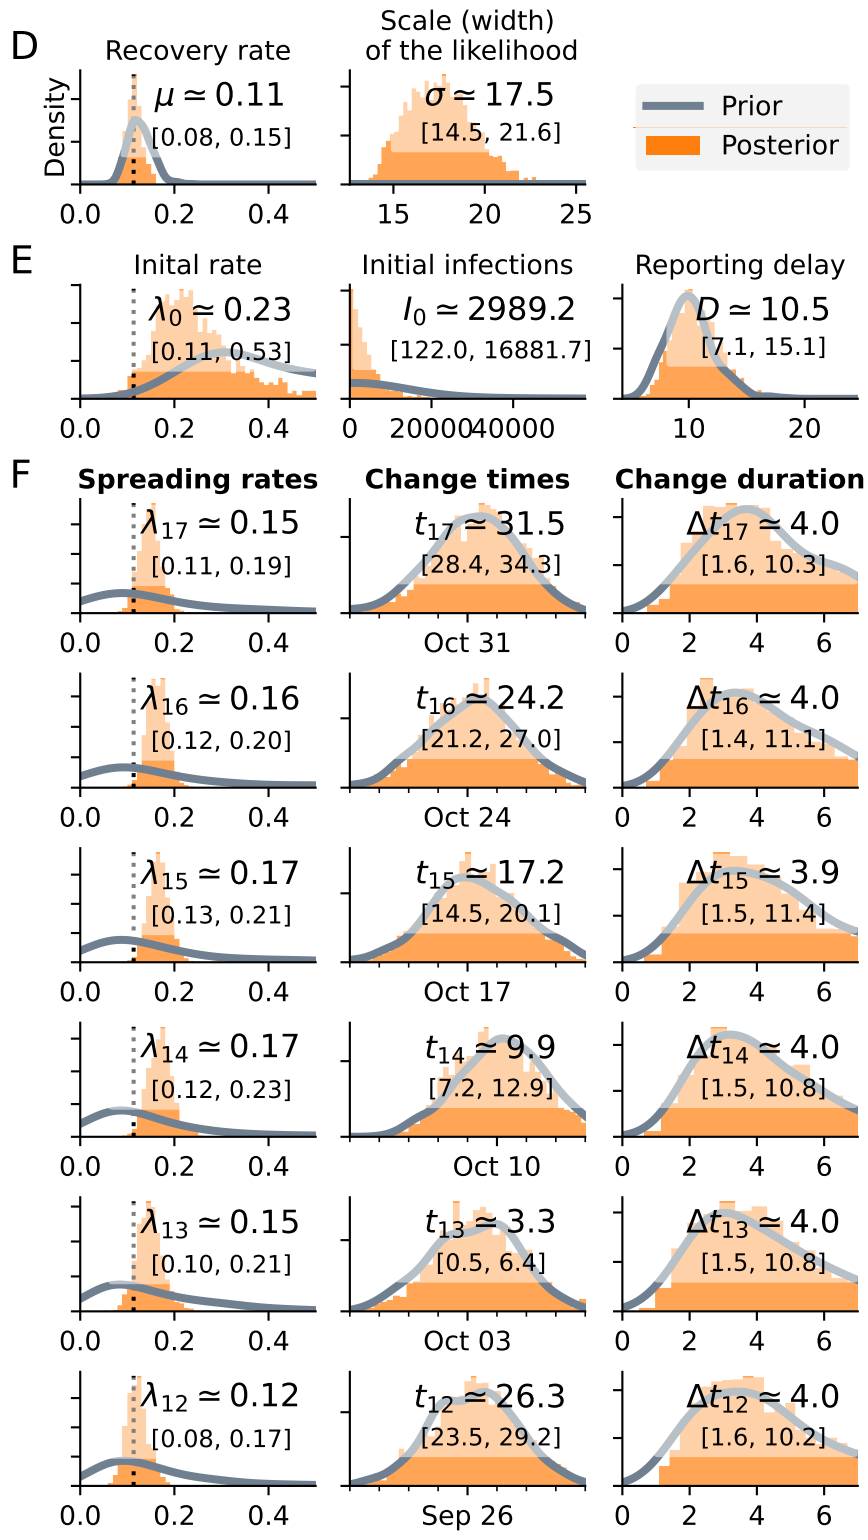 D
Recovery rate
Scale (width)
of the likelihood
Density
μ ≃ 0.11
[0.08, 0.15]
σ ≃ 17.5
[14.5, 21.6]
Prior
Posterior
0.0 0.2 0.4
15 20 25
E
Inital rate
Initial infections
Reporting delay
λ0 ≃ 0.23
[0.11, 0.53]
I0 ≃ 2989.2
[122.0, 16881.7]
D ≃ 10.5
[7.1, 15.1]
0.0 0.2 0.4
0 20000 40000
10 20
F
Spreading rates
Change times
Change duration
λ17 ≃ 0.15
[0.11, 0.19]
t17 ≃ 31.5
[28.4, 34.3]
Δt17 ≃ 4.0
[1.6, 10.3]
0.0 0.2 0.4
Oct 31
0 2 4 6
λ16 ≃ 0.16
[0.12, 0.20]
t16 ≃ 24.2
[21.2, 27.0]
Δt16 ≃ 4.0
[1.4, 11.1]
0.0 0.2 0.4
Oct 24
0 2 4 6
λ15 ≃ 0.17
[0.13, 0.21]
t15 ≃ 17.2
[14.5, 20.1]
Δt15 ≃ 3.9
[1.5, 11.4]
0.0 0.2 0.4
Oct 17
0 2 4 6
λ14 ≃ 0.17
[0.12, 0.23]
t14 ≃ 9.9
[7.2, 12.9]
Δt14 ≃ 4.0
[1.5, 10.8]
0.0 0.2 0.4
Oct 10
0 2 4 6
λ13 ≃ 0.15
[0.10, 0.21]
t13 ≃ 3.3
[0.5, 6.4]
Δt13 ≃ 4.0
[1.5, 10.8]
0.0 0.2 0.4
Oct 03
0 2 4 6
λ12 ≃ 0.12
[0.08, 0.17]
t12 ≃ 26.3
[23.5, 29.2]
Δt12 ≃ 4.0
[1.6, 10.2]
0.0 0.2 0.4
Sep 26
0 2 4 6